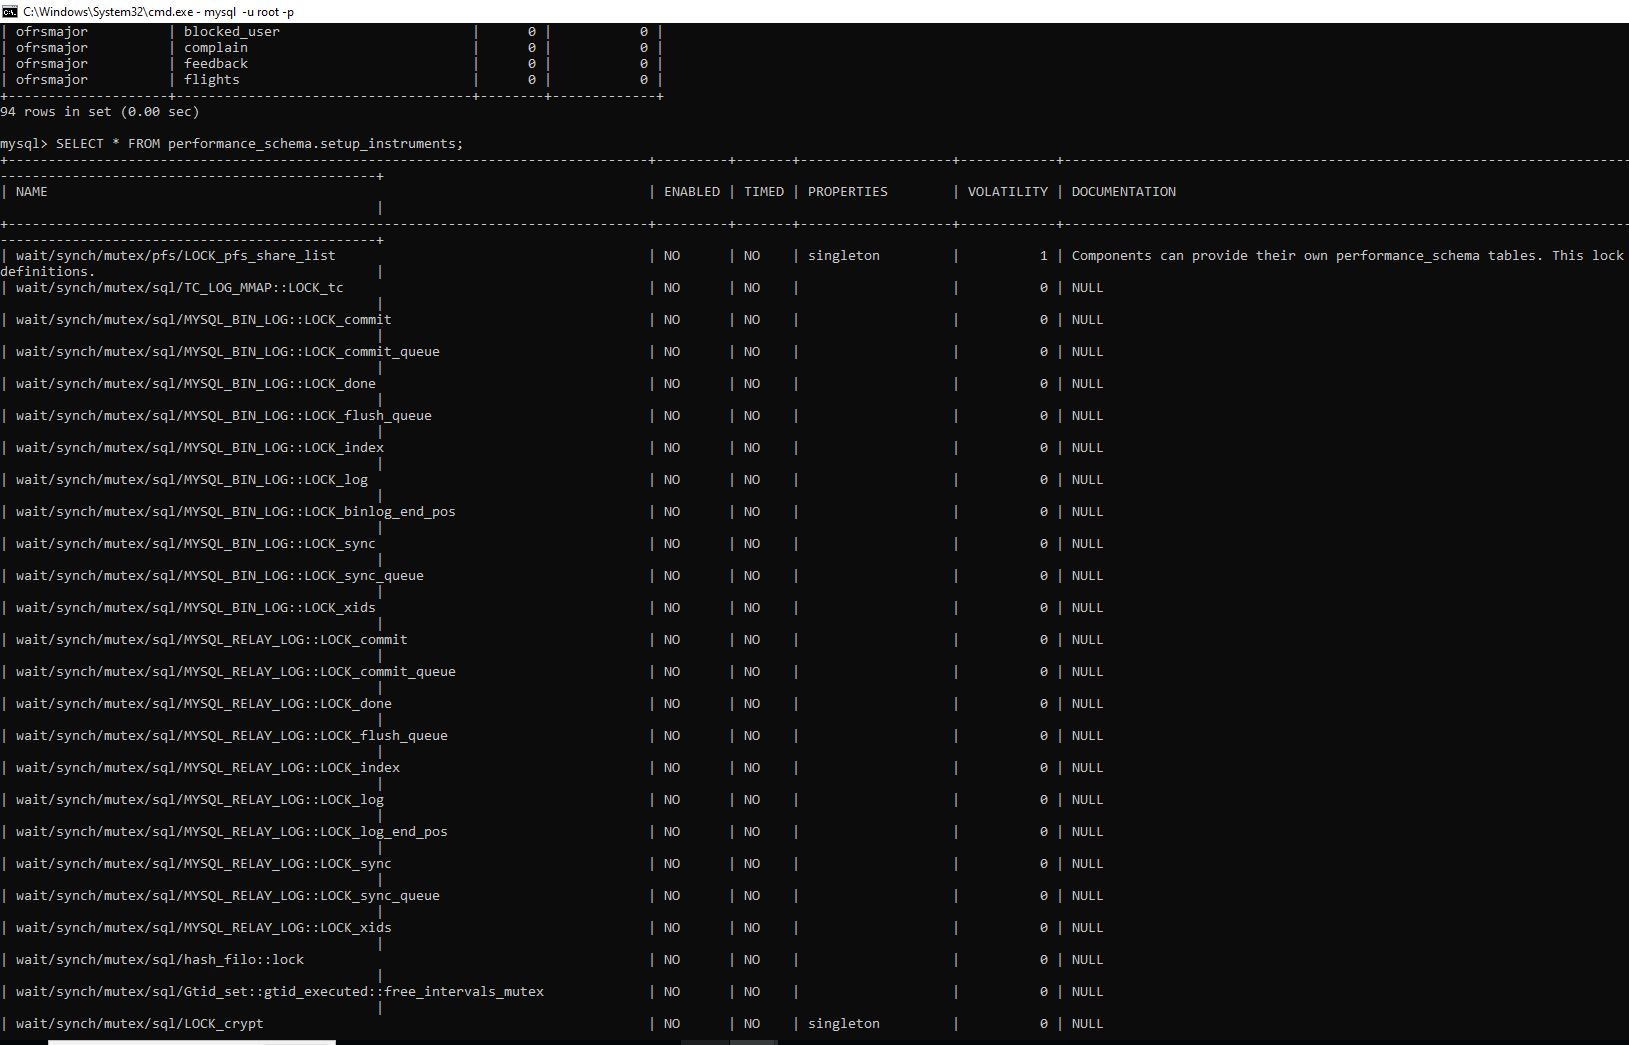 C:\Windows\System32\cmd.exe - mysql  -u root -p
| ofrsmajor          | blocked_user                        |      0 |           0 |
| ofrsmajor          | complain                            |      0 |           0 |
| ofrsmajor          | feedback                            |      0 |           0 |
| ofrsmajor          | flights                             |      0 |           0 |
94 rows in set (0.00 sec)
mysql> SELECT * FROM performance_schema.setup_instruments;
| NAME | ENABLED | TIMED | PROPERTIES | VOLATILITY | DOCUMENTATION
|
| wait/synch/mutex/pfs/LOCK_pfs_share_list | NO | NO | singleton | 1 | Components can provide their own performance_schema tables. This lock
definitions. |
| wait/synch/mutex/sql/TC_LOG_MMAP::LOCK_tc | NO | NO | | 0 | NULL
|
| wait/synch/mutex/sql/MYSQL_BIN_LOG::LOCK_commit | NO | NO | | 0 | NULL
|
| wait/synch/mutex/sql/MYSQL_BIN_LOG::LOCK_commit_queue | NO | NO | | 0 | NULL
|
| wait/synch/mutex/sql/MYSQL_BIN_LOG::LOCK_done | NO | NO | | 0 | NULL
|
| wait/synch/mutex/sql/MYSQL_BIN_LOG::LOCK_flush_queue | NO | NO | | 0 | NULL
|
| wait/synch/mutex/sql/MYSQL_BIN_LOG::LOCK_index | NO | NO | | 0 | NULL
|
| wait/synch/mutex/sql/MYSQL_BIN_LOG::LOCK_log | NO | NO | | 0 | NULL
|
| wait/synch/mutex/sql/MYSQL_BIN_LOG::LOCK_binlog_end_pos | NO | NO | | 0 | NULL
|
| wait/synch/mutex/sql/MYSQL_BIN_LOG::LOCK_sync | NO | NO | | 0 | NULL
|
| wait/synch/mutex/sql/MYSQL_BIN_LOG::LOCK_sync_queue | NO | NO | | 0 | NULL
|
| wait/synch/mutex/sql/MYSQL_BIN_LOG::LOCK_xids | NO | NO | | 0 | NULL
|
| wait/synch/mutex/sql/MYSQL_RELAY_LOG::LOCK_commit | NO | NO | | 0 | NULL
|
| wait/synch/mutex/sql/MYSQL_RELAY_LOG::LOCK_commit_queue | NO | NO | | 0 | NULL
|
| wait/synch/mutex/sql/MYSQL_RELAY_LOG::LOCK_done | NO | NO | | 0 | NULL
|
| wait/synch/mutex/sql/MYSQL_RELAY_LOG::LOCK_flush_queue | NO | NO | | 0 | NULL
|
| wait/synch/mutex/sql/MYSQL_RELAY_LOG::LOCK_index | NO | NO | | 0 | NULL
|
| wait/synch/mutex/sql/MYSQL_RELAY_LOG::LOCK_log | NO | NO | | 0 | NULL
|
| wait/synch/mutex/sql/MYSQL_RELAY_LOG::LOCK_log_end_pos | NO | NO | | 0 | NULL
|
| wait/synch/mutex/sql/MYSQL_RELAY_LOG::LOCK_sync | NO | NO | | 0 | NULL
|
| wait/synch/mutex/sql/MYSQL_RELAY_LOG::LOCK_sync_queue | NO | NO | | 0 | NULL
|
| wait/synch/mutex/sql/MYSQL_RELAY_LOG::LOCK_xids | NO | NO | | 0 | NULL
|
| wait/synch/mutex/sql/hash_filo::lock | NO | NO | | 0 | NULL
|
| wait/synch/mutex/sql/Gtid_set::gtid_executed::free_intervals_mutex | NO | NO | | 0 | NULL
|
| wait/synch/mutex/sql/LOCK_crypt | NO | NO | singleton | 0 | NULL